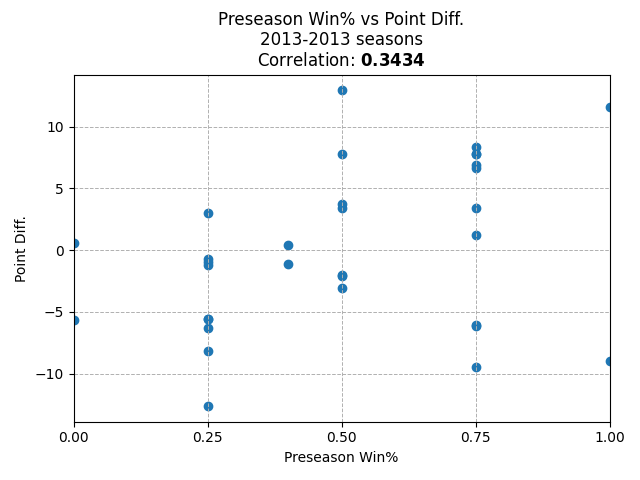 Preseason Win% vs Point Diff.
2013-2013 seasons
Correlation: 0.3434
Point Diff.
10
5
0
−5
−10
0.00 0.25 0.50 0.75 1.00
Preseason Win%